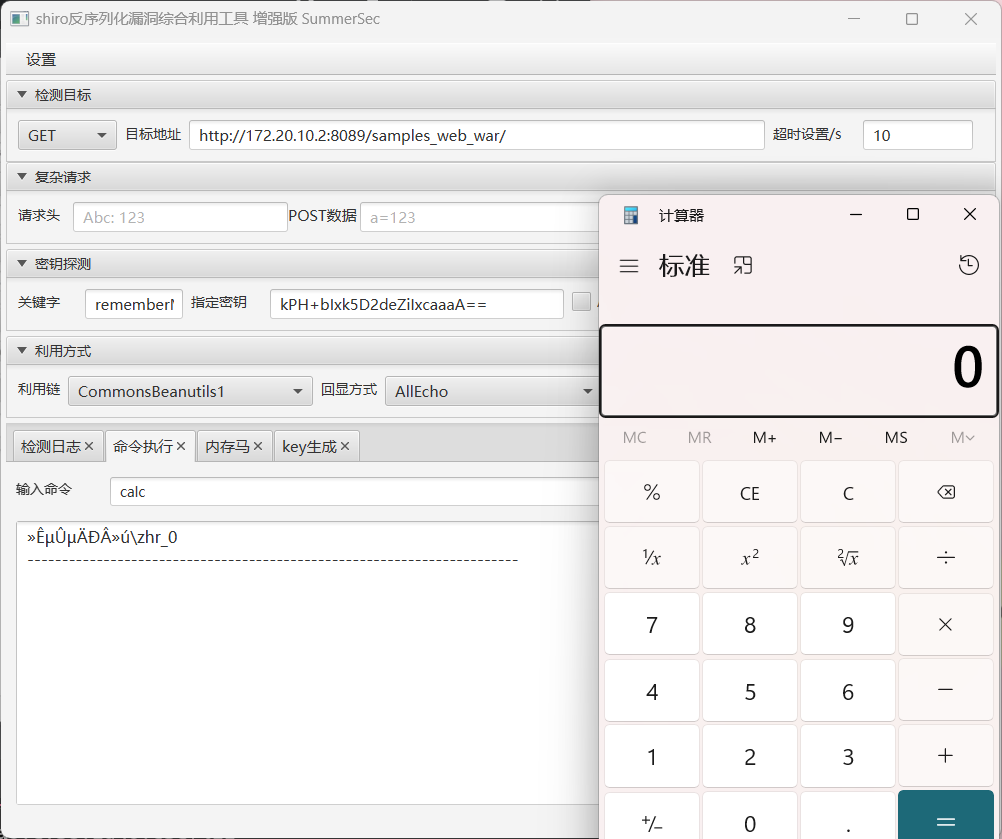 shiro反序列化漏洞综合利用工具 增强版 SummerSec
设置
检测目标
GET 目标地址 http://172.20.10.2:8089/samples_web_war/ 超时设置/s 10
复杂请求
请求头 Abc: 123 POST数据 a=123
密钥探测
关键字 remember 指定密钥 kPH+bIxk5D2deZiIxcaaaA==
利用方式
利用链 CommonsBeanutils1 回显方式 AllEcho
检测日志 命令执行 内存马 key生成
输入命令 calc
»ÊµÛµÄÐÂ»ú\zhr_0
----------------------------------------------------------------------
计算器
标准
0
MC MR M+ M− MS M
% CE C
¹/x x² ²√x ÷
7 8 9 ×
4 5 6 −
1 2 3 +
+/− 0 . =